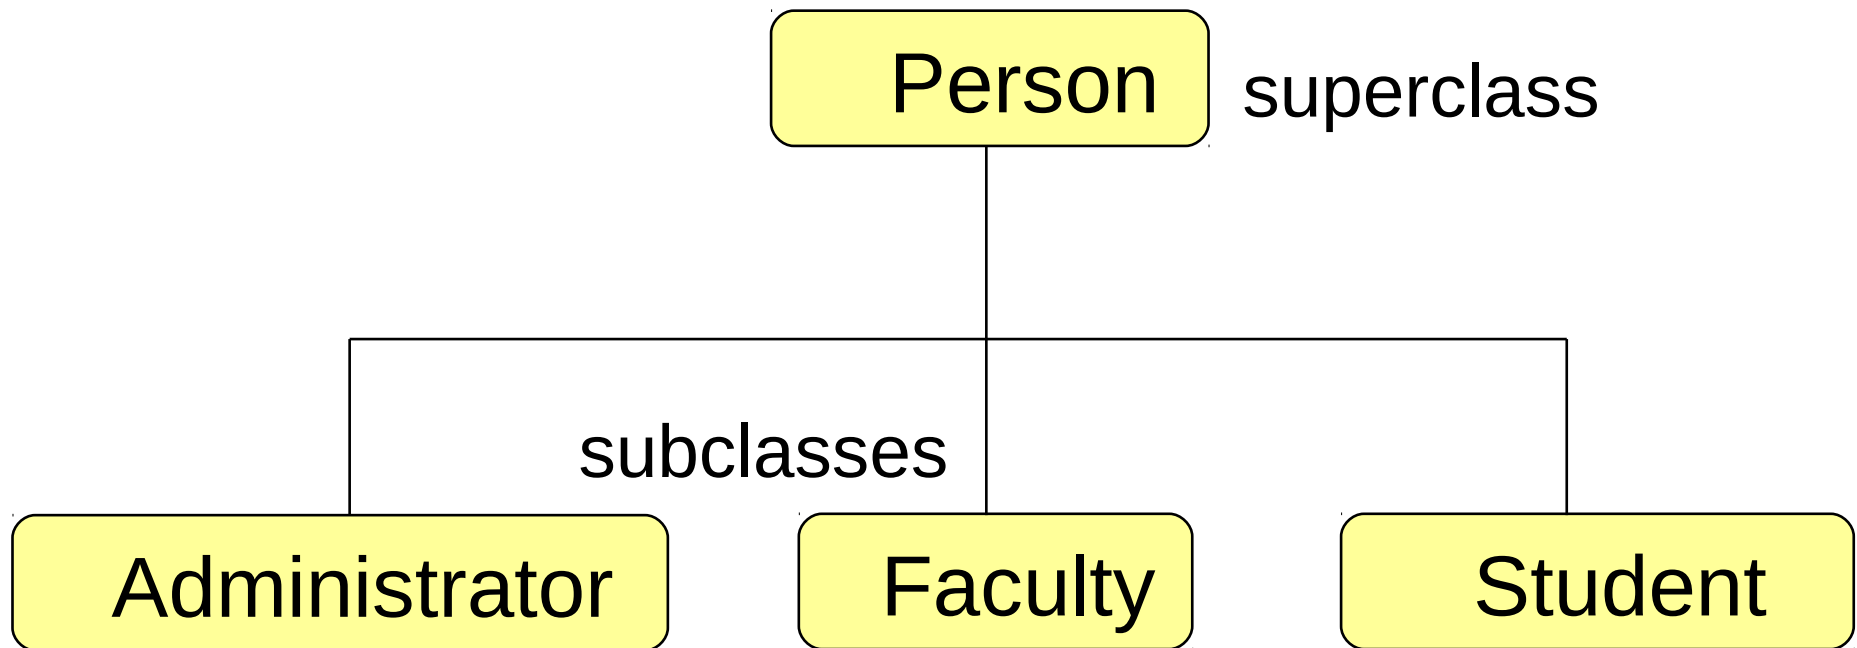 Person
superclass
subclasses
Administrator
Faculty
Student